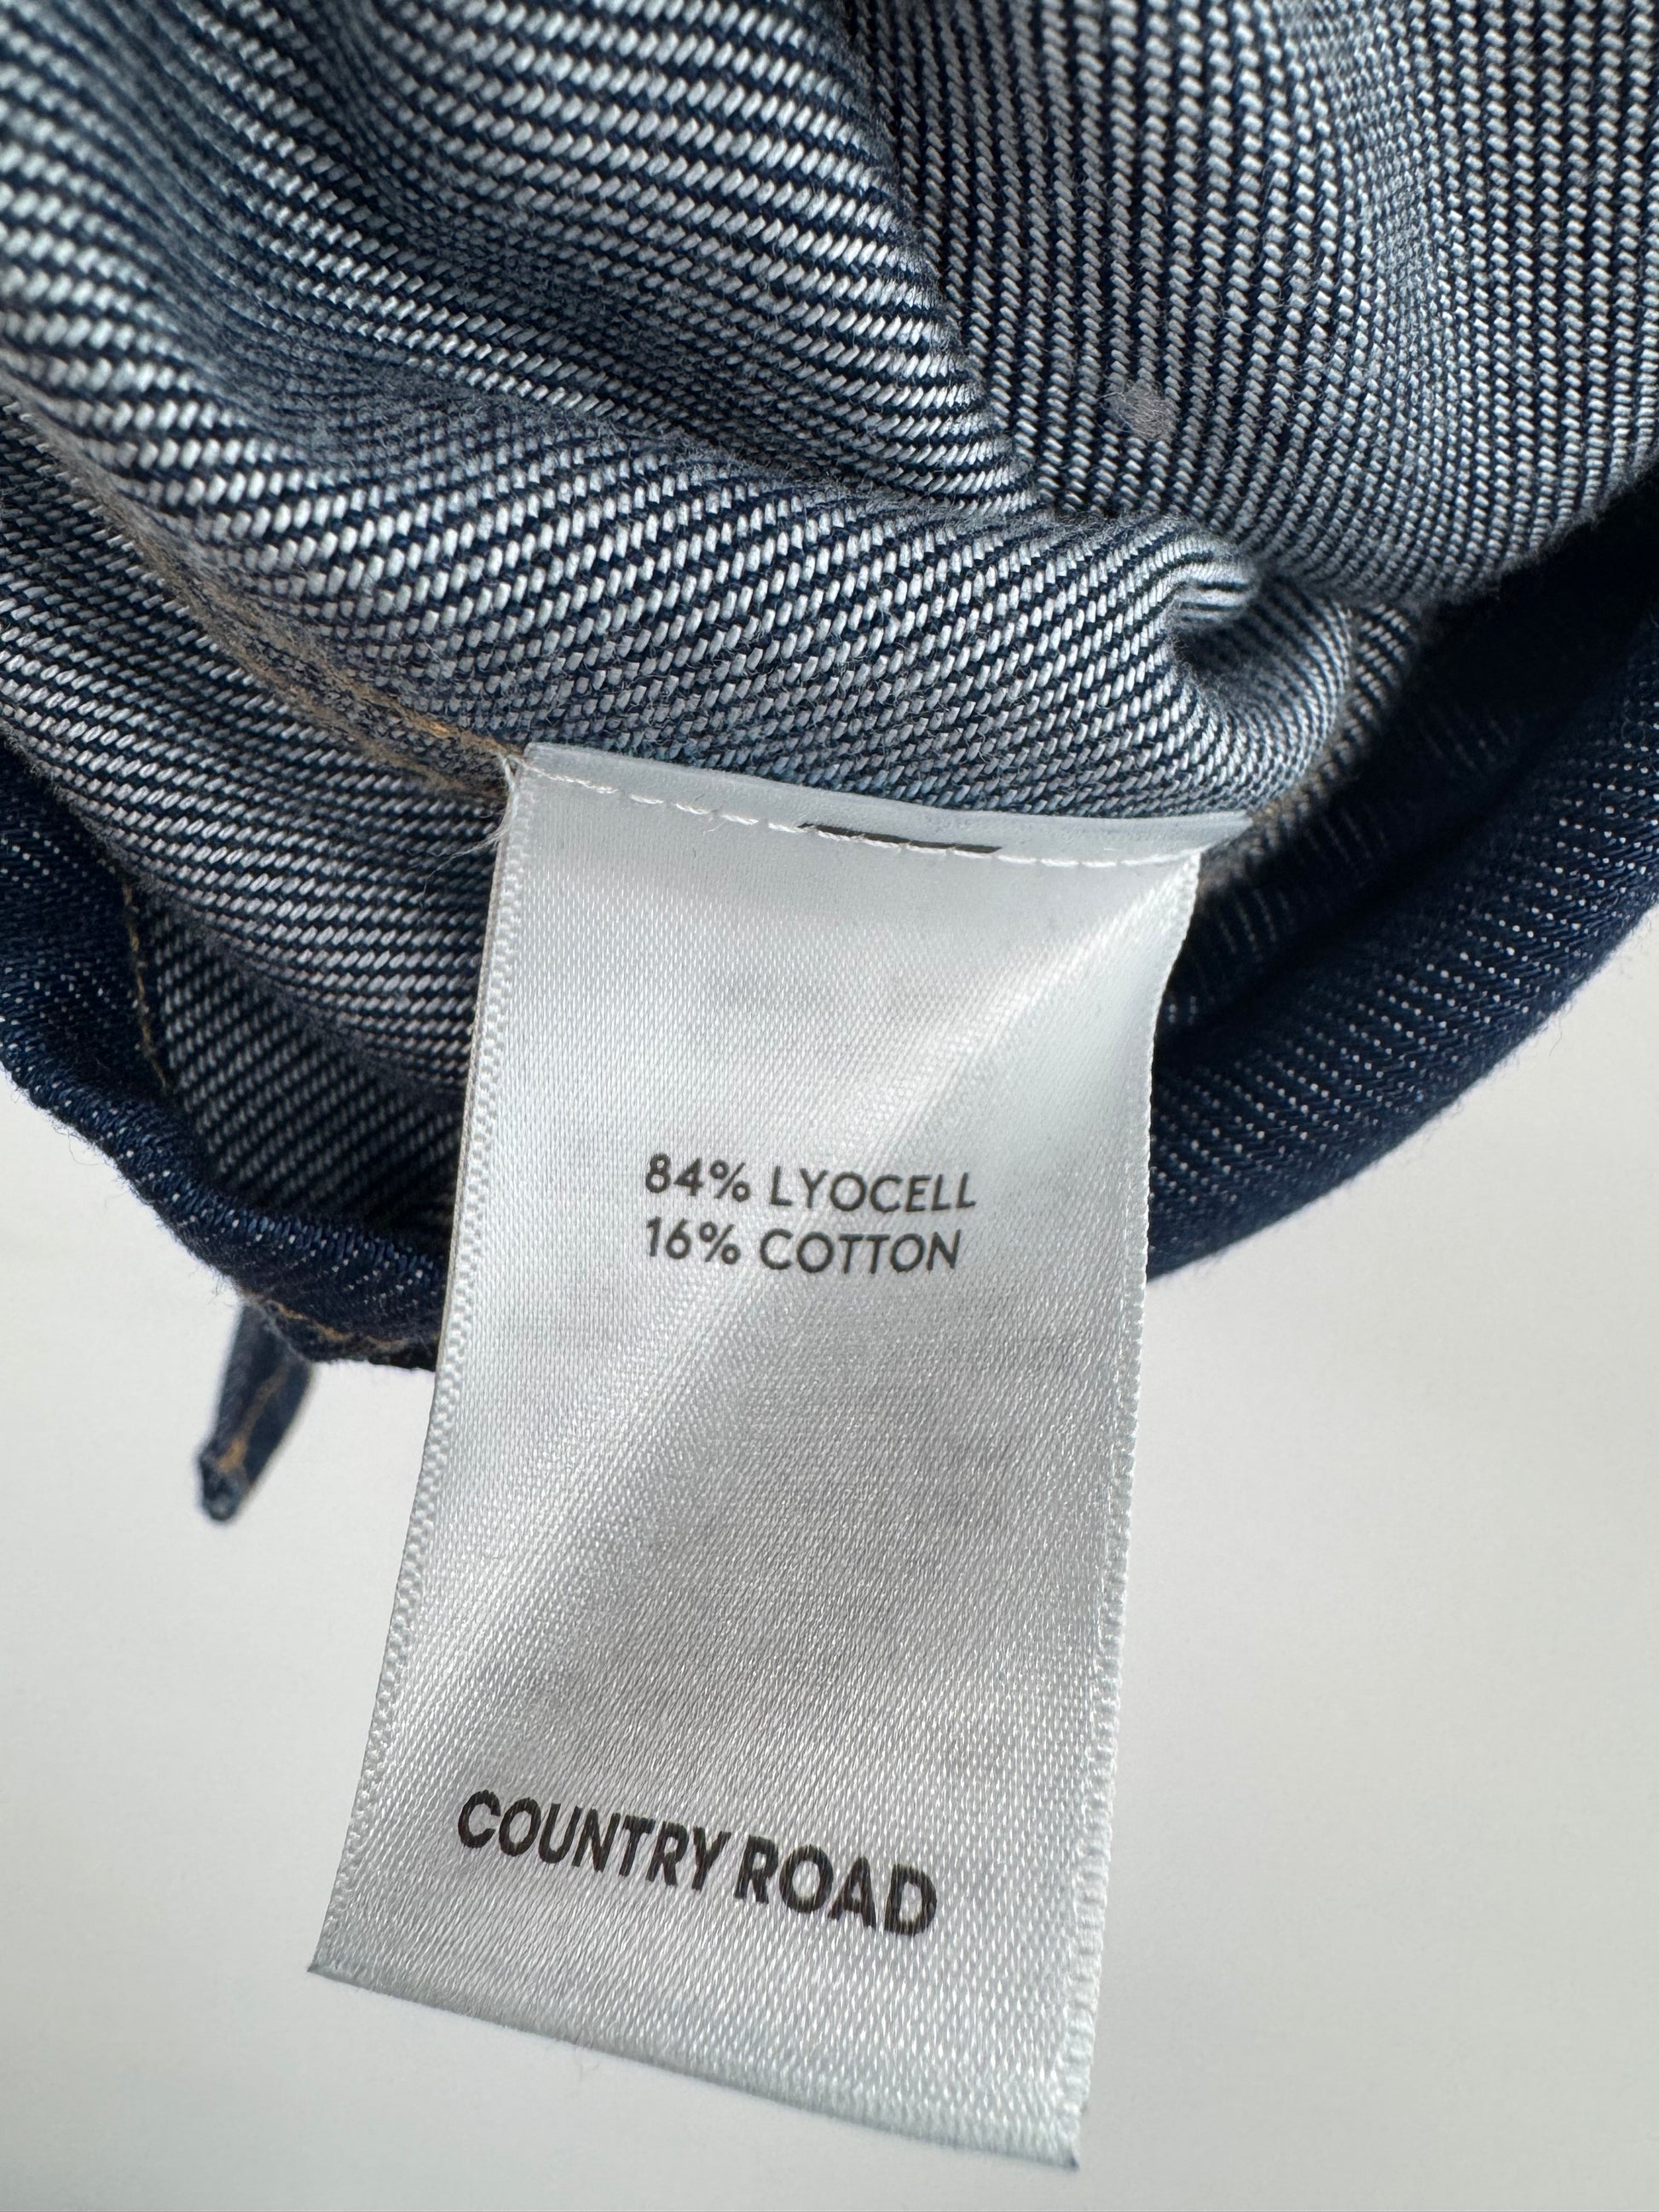 84% LYOCELL
16% COTTON
COUNTRY ROAD